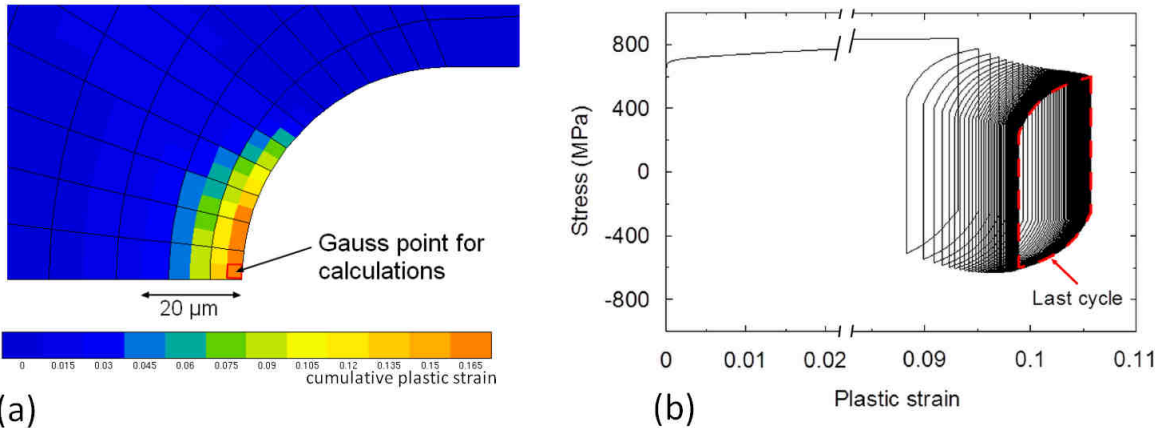 Gauss point for
calculations
20 µm
0 0.015 0.03 0.045 0.06 0.075 0.09 0.105 0.12 0.135 0.15 0.165
cumulative plastic strain
(a)
Stress (MPa)
800
400
0
-400
-800
Last cycle
0 0.01 0.02 0.09 0.1 0.11
Plastic strain
(b)